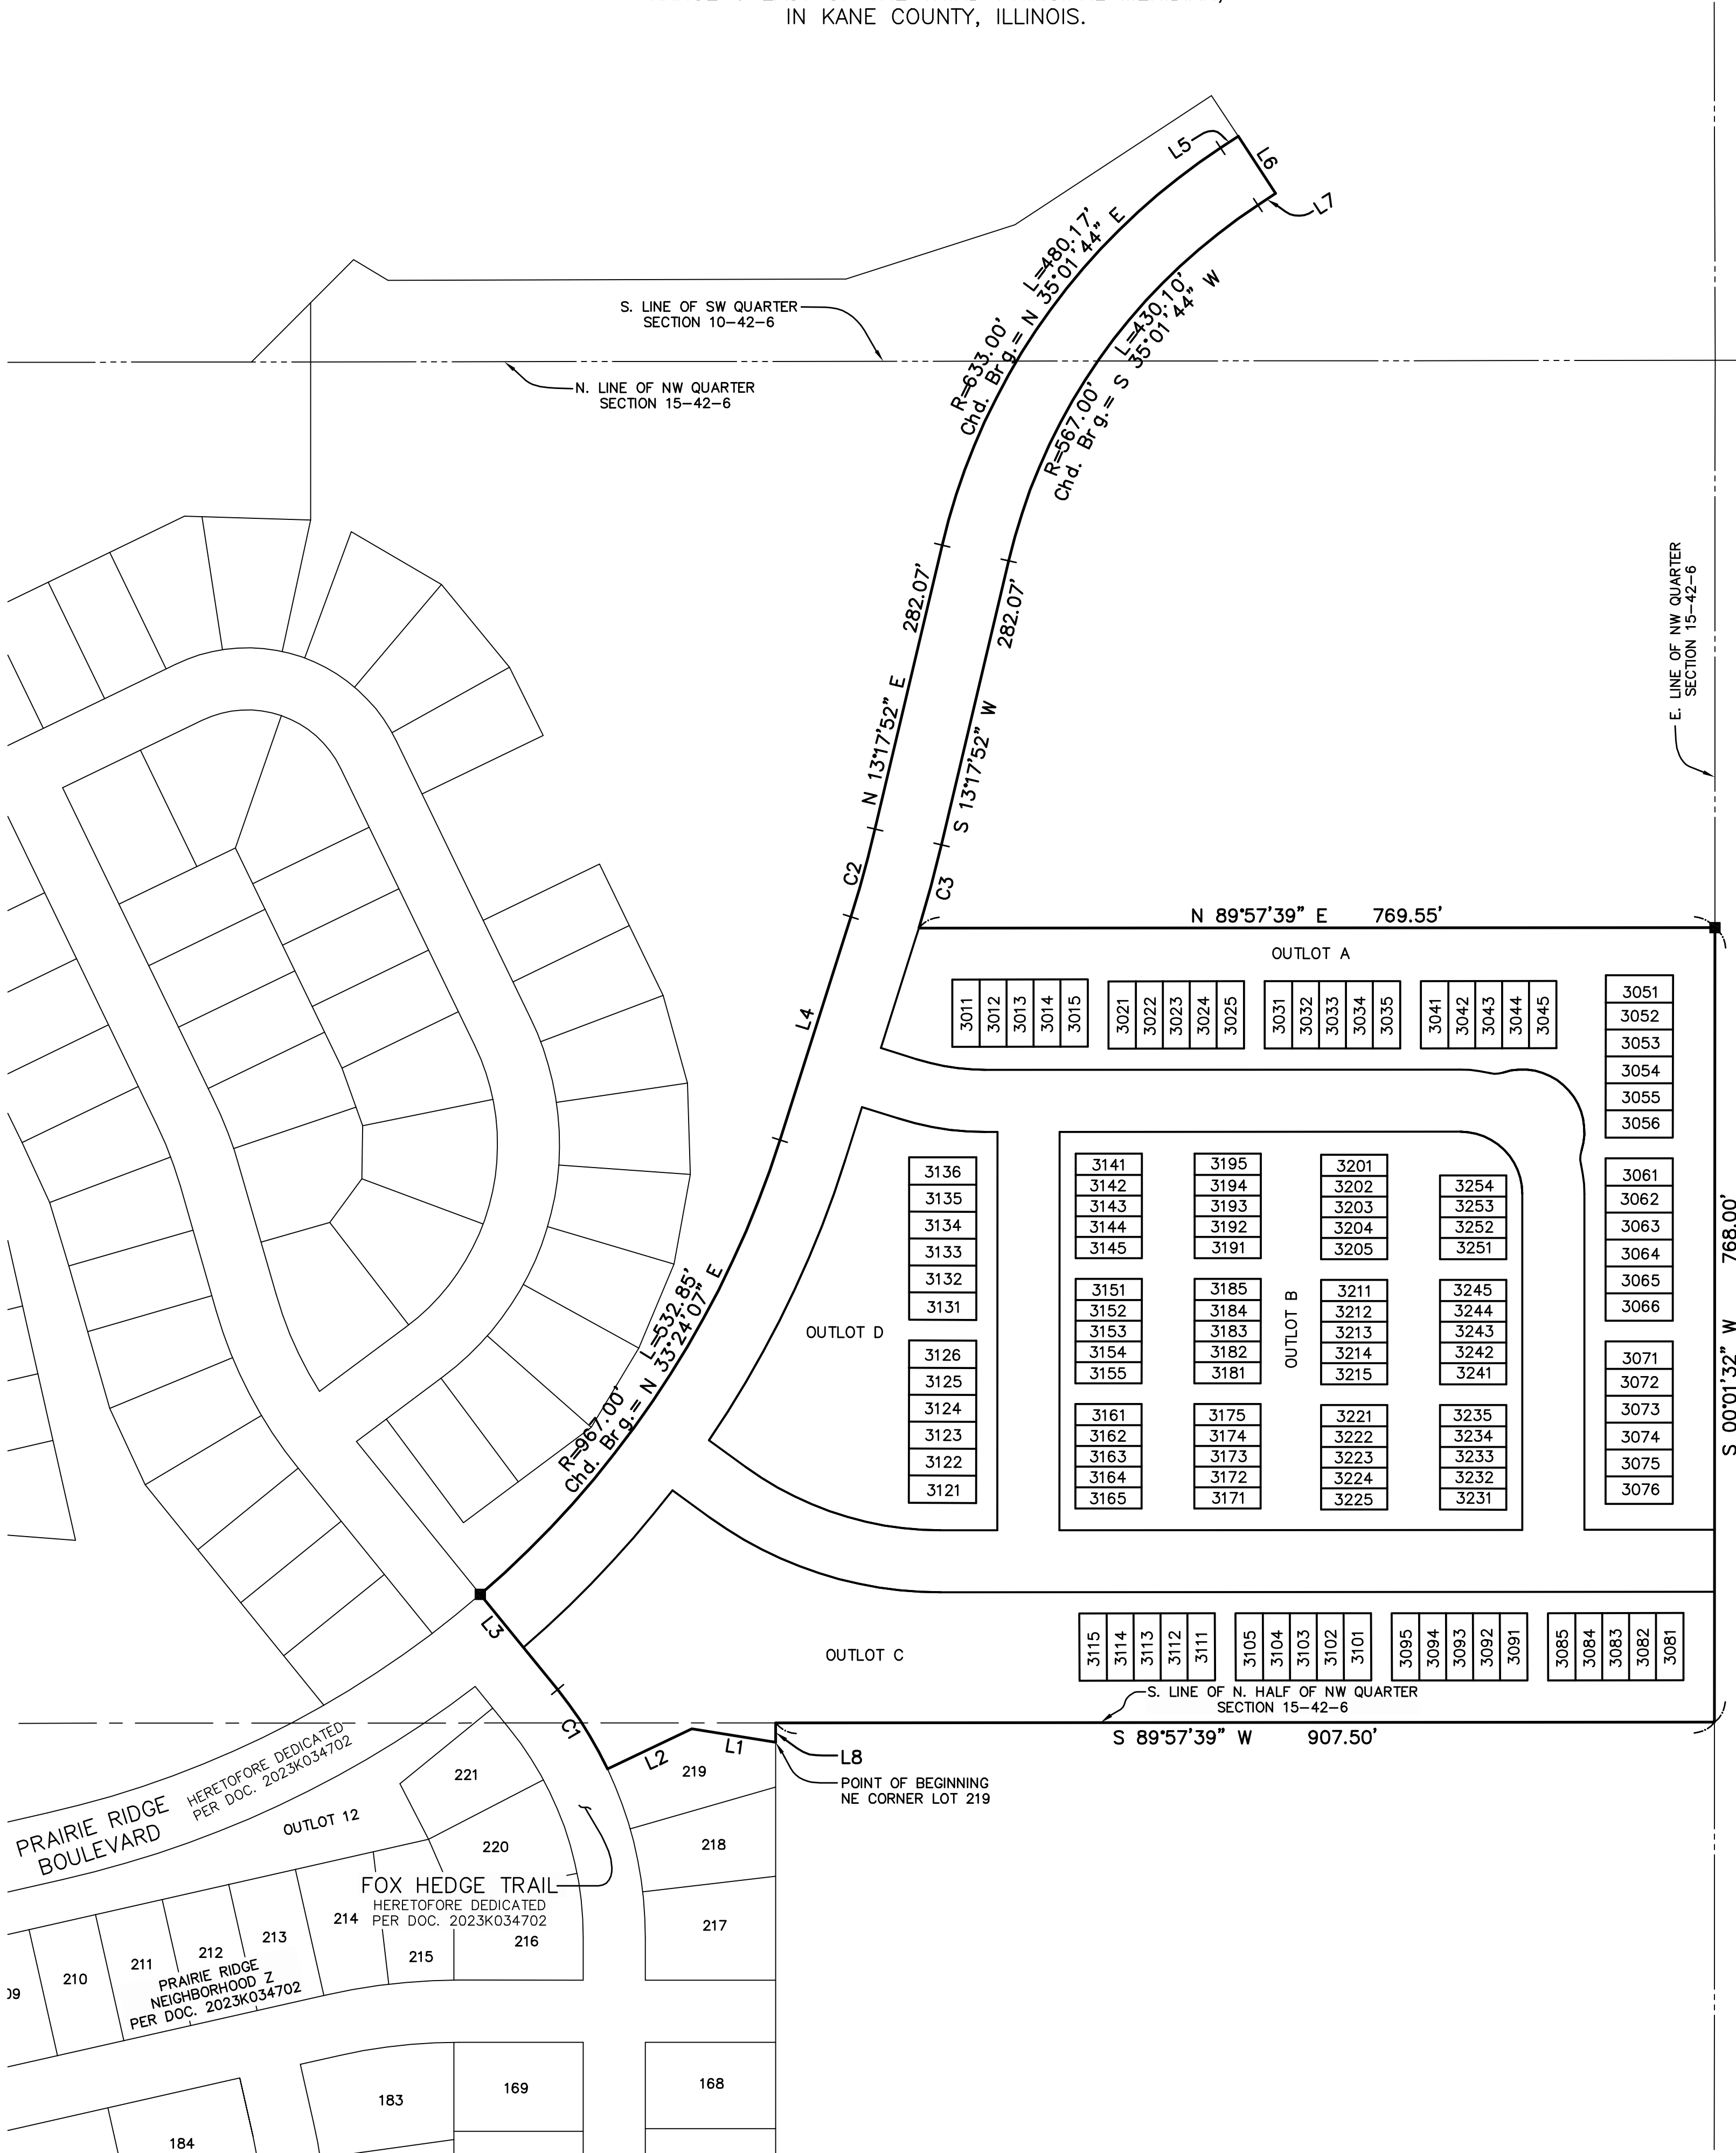 IN KANE COUNTY, ILLINOIS.
L5
L6
L7
L=480.17'
R=633.00'
Chd. Brg.= N 35°01'44" E
L=430.10'
R=567.00'
Chd. Brg.= S 35°01'44" W
S. LINE OF SW QUARTER
SECTION 10-42-6
N. LINE OF NW QUARTER
SECTION 15-42-6
E. LINE OF NW QUARTER
SECTION 15-42-6
N 13°17'52" E 282.07'
S 13°17'52" W 282.07'
C2
C3
L4
N 89°57'39" E 769.55'
OUTLOT A
3011
3012
3013
3014
3015
3021
3022
3023
3024
3025
3031
3032
3033
3034
3035
3041
3042
3043
3044
3045
3051
3052
3053
3054
3055
3056
3061
3062
3063
3064
3065
3066
3071
3072
3073
3074
3075
3076
S 00°01'32" W 768.00'
3136
3135
3134
3133
3132
3131
3126
3125
3124
3123
3122
3121
OUTLOT D
3141
3142
3143
3144
3145
3151
3152
3153
3154
3155
3161
3162
3163
3164
3165
3195
3194
3193
3192
3191
3185
3184
3183
3182
3181
3175
3174
3173
3172
3171
OUTLOT B
3201
3202
3203
3204
3205
3211
3212
3213
3214
3215
3221
3222
3223
3224
3225
3254
3253
3252
3251
3245
3244
3243
3242
3241
3235
3234
3233
3232
3231
R=967.00' L=532.85'
Chd. Brg.= N 33°24'07" E
L3
C1
L2
L1
L8
OUTLOT C
3115
3114
3113
3112
3111
3105
3104
3103
3102
3101
3095
3094
3093
3092
3091
3085
3084
3083
3082
3081
S. LINE OF N. HALF OF NW QUARTER
SECTION 15-42-6
S 89°57'39" W 907.50'
POINT OF BEGINNING
NE CORNER LOT 219
PRAIRIE RIDGE
BOULEVARD
HERETOFORE DEDICATED
PER DOC. 2023K034702
OUTLOT 12
221
220
219
218
217
FOX HEDGE TRAIL
HERETOFORE DEDICATED
PER DOC. 2023K034702
216
215
214
213
212
211
210
09
PRAIRIE RIDGE
NEIGHBORHOOD Z
PER DOC. 2023K034702
183
169
168
184